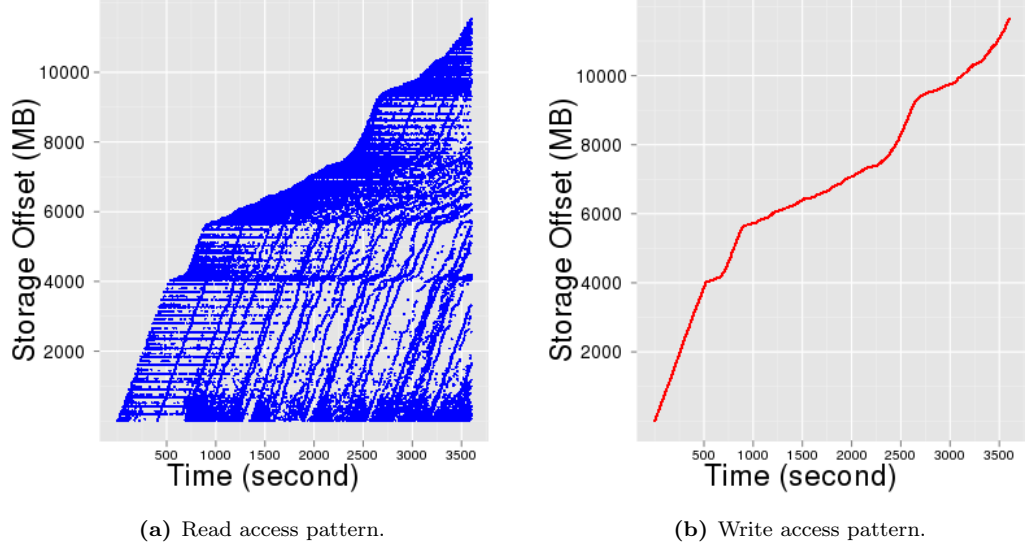 10000
8000
6000
4000
2000
Storage Offset (MB)
500 1000 1500 2000 2500 3000 3500
Time (second)
(a) Read access pattern.
10000
8000
6000
4000
2000
Storage Offset (MB)
500 1000 1500 2000 2500 3000 3500
Time (second)
(b) Write access pattern.